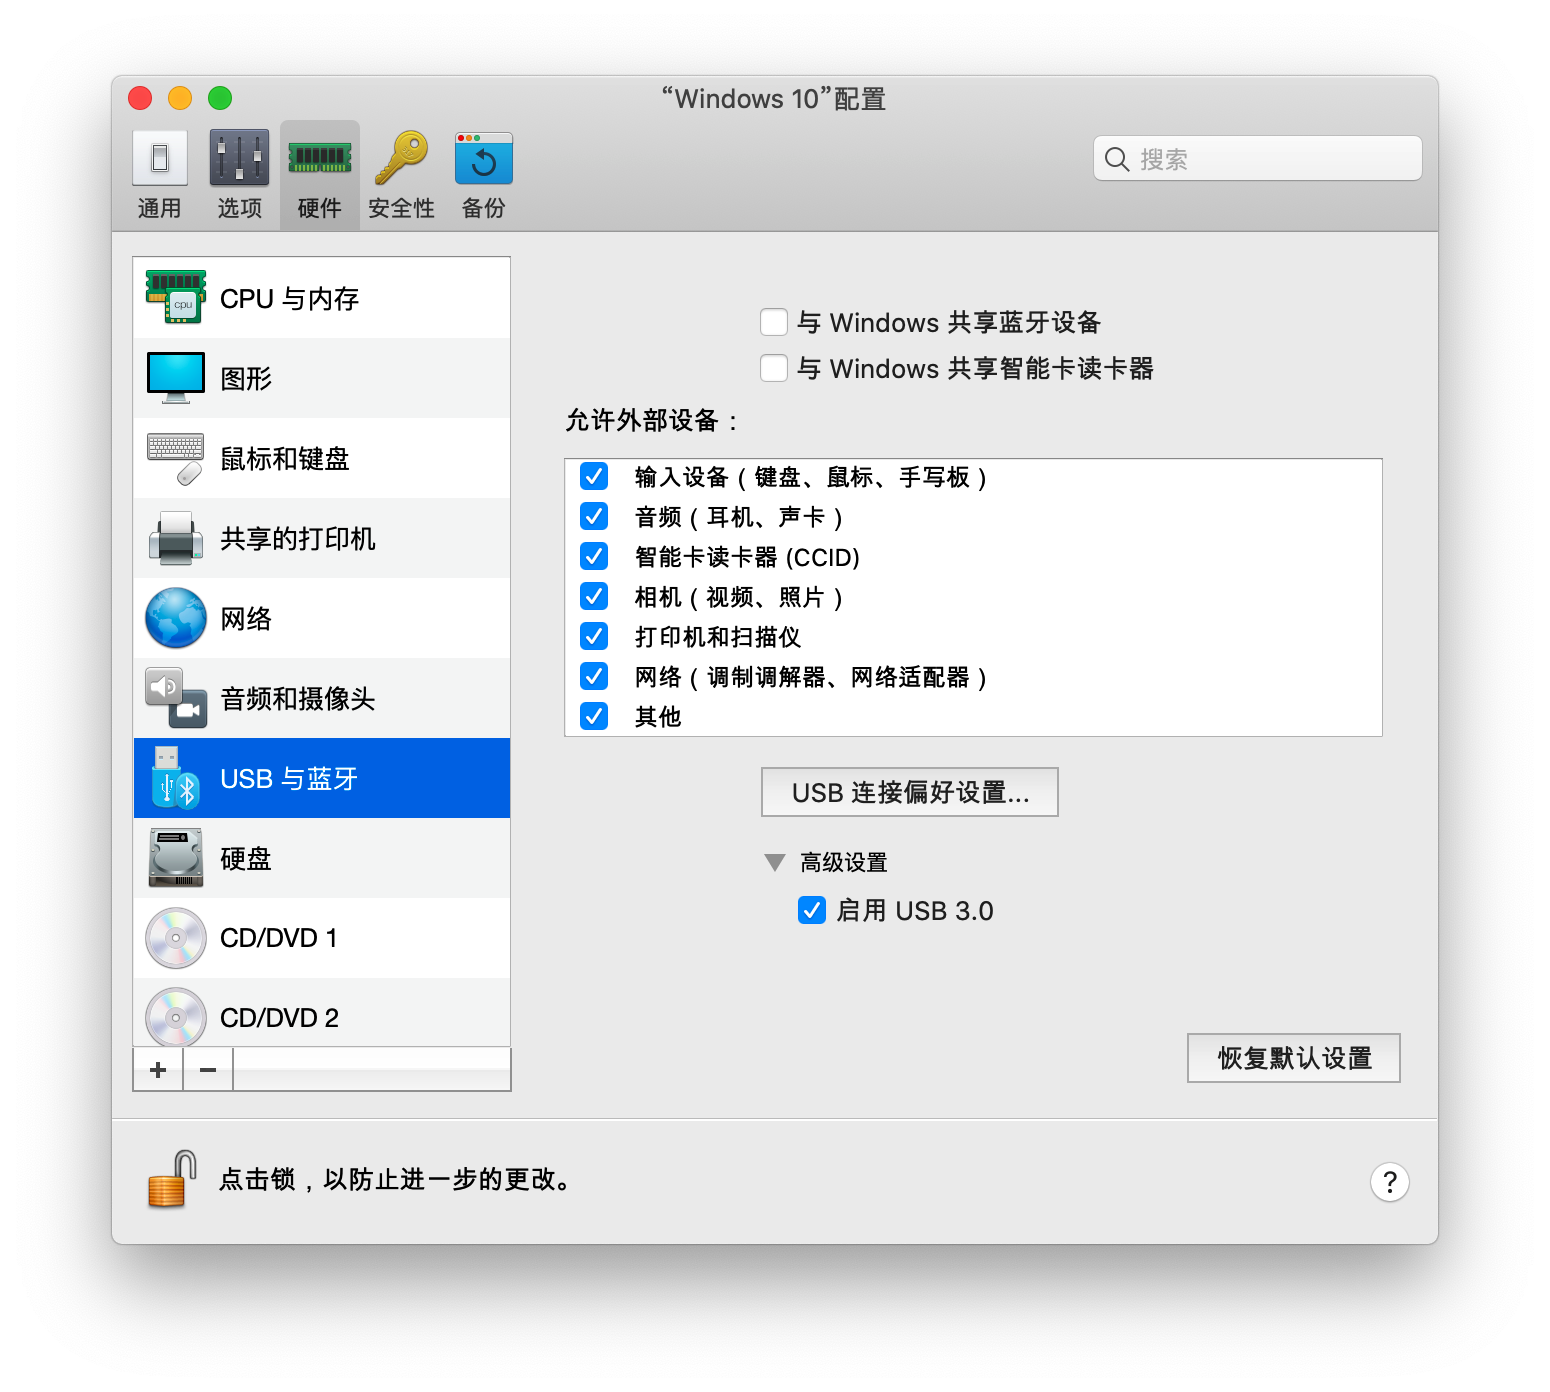 “Windows 10”配置
通用
选项
硬件
安全性
备份
搜索
CPU 与内存
cpu
图形
鼠标和键盘
共享的打印机
网络
音频和摄像头
USB 与蓝牙
硬盘
CD/DVD 1
CD/DVD 2
与 Windows 共享蓝牙设备
与 Windows 共享智能卡读卡器
允许外部设备：
输入设备（键盘、鼠标、手写板）
音频（耳机、声卡）
智能卡读卡器 (CCID)
相机（视频、照片）
打印机和扫描仪
网络（调制调解器、网络适配器）
其他
USB 连接偏好设置...
高级设置
启用 USB 3.0
恢复默认设置
点击锁，以防止进一步的更改。
?